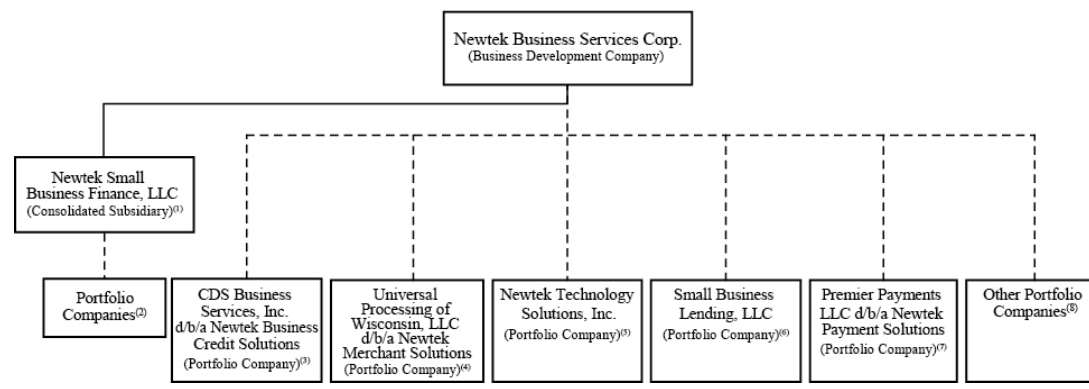 Newtek Business Services Corp.
(Business Development Company)
Newtek Small
Business Finance, LLC
(Consolidated Subsidiary)(1)
Portfolio
Companies(2)
CDS Business
Services, Inc.
d/b/a Newtek Business
Credit Solutions
(Portfolio Company)(3)
Universal
Processing of
Wisconsin, LLC
d/b/a Newtek
Merchant Solutions
(Portfolio Company)(4)
Newtek Technology
Solutions, Inc.
(Portfolio Company)(5)
Small Business
Lending, LLC
(Portfolio Company)(6)
Premier Payments
LLC d/b/a Newtek
Payment Solutions
(Portfolio Company)(7)
Other Portfolio
Companies(8)